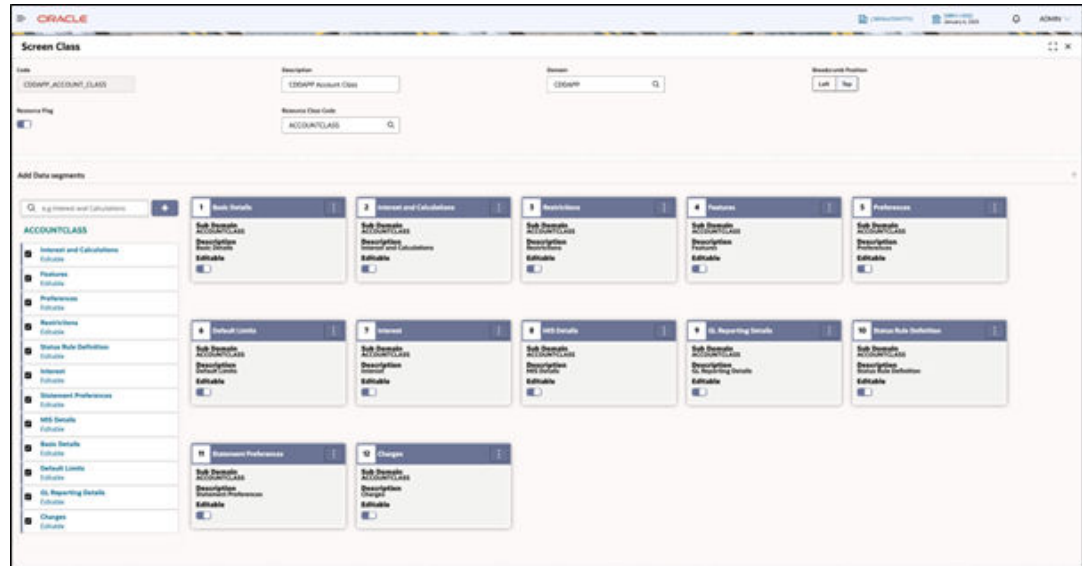 ORACLE
ADMIN
Screen Class
Code
Description
Domain
Breadcrumb Position
CDDAPP_ACCOUNT_CLASS
CDDAPP Account Class
CDDAPP
Left Top
Resource Flag
Resource Class Code
ACCOUNTCLASS
Add Data segments
e.g Interest and Calculations
ACCOUNTCLASS
Interest and Calculations
Editable
Features
Editable
Preferences
Editable
Restrictions
Editable
Status Rule Definition
Editable
Interest
Editable
Statement Preferences
Editable
MIS Details
Editable
Basic Details
Editable
Default Limits
Editable
GL Reporting Details
Editable
Charges
Editable
1 Basic Details
Sub Domain
ACCOUNTCLASS
Description
Basic Details
Editable
2 Interest and Calculations
Sub Domain
ACCOUNTCLASS
Description
Interest and Calculations
Editable
3 Restrictions
Sub Domain
ACCOUNTCLASS
Description
Restrictions
Editable
4 Features
Sub Domain
ACCOUNTCLASS
Description
Features
Editable
5 Preferences
Sub Domain
ACCOUNTCLASS
Description
Preferences
Editable
6 Default Limits
Sub Domain
ACCOUNTCLASS
Description
Default Limits
Editable
7 Interest
Sub Domain
ACCOUNTCLASS
Description
Interest
Editable
8 MIS Details
Sub Domain
ACCOUNTCLASS
Description
MIS Details
Editable
9 GL Reporting Details
Sub Domain
ACCOUNTCLASS
Description
GL Reporting Details
Editable
10 Status Rule Definition
Sub Domain
ACCOUNTCLASS
Description
Status Rule Definition
Editable
11 Statement Preferences
Sub Domain
ACCOUNTCLASS
Description
Statement Preferences
Editable
12 Charges
Sub Domain
ACCOUNTCLASS
Description
Charges
Editable